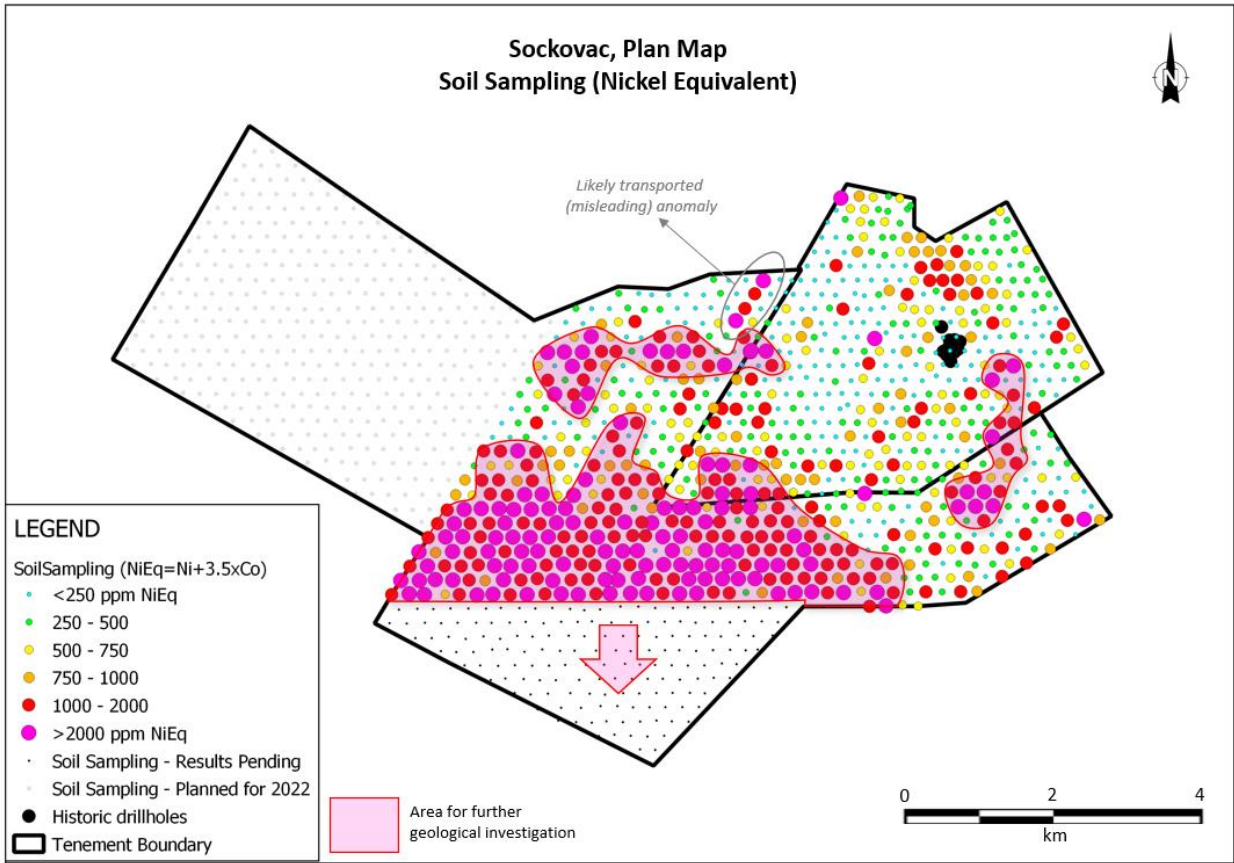 Sockovac, Plan Map
Soil Sampling (Nickel Equivalent)
N
Likely transported
(misleading) anomaly
LEGEND
SoilSampling (NiEq=Ni+3.5xCo)
<250 ppm NiEq
250 - 500
500 - 750
750 - 1000
1000 - 2000
>2000 ppm NiEq
Soil Sampling - Results Pending
Soil Sampling - Planned for 2022
Historic drillholes
Tenement Boundary
Area for further
geological investigation
0 2 4
km